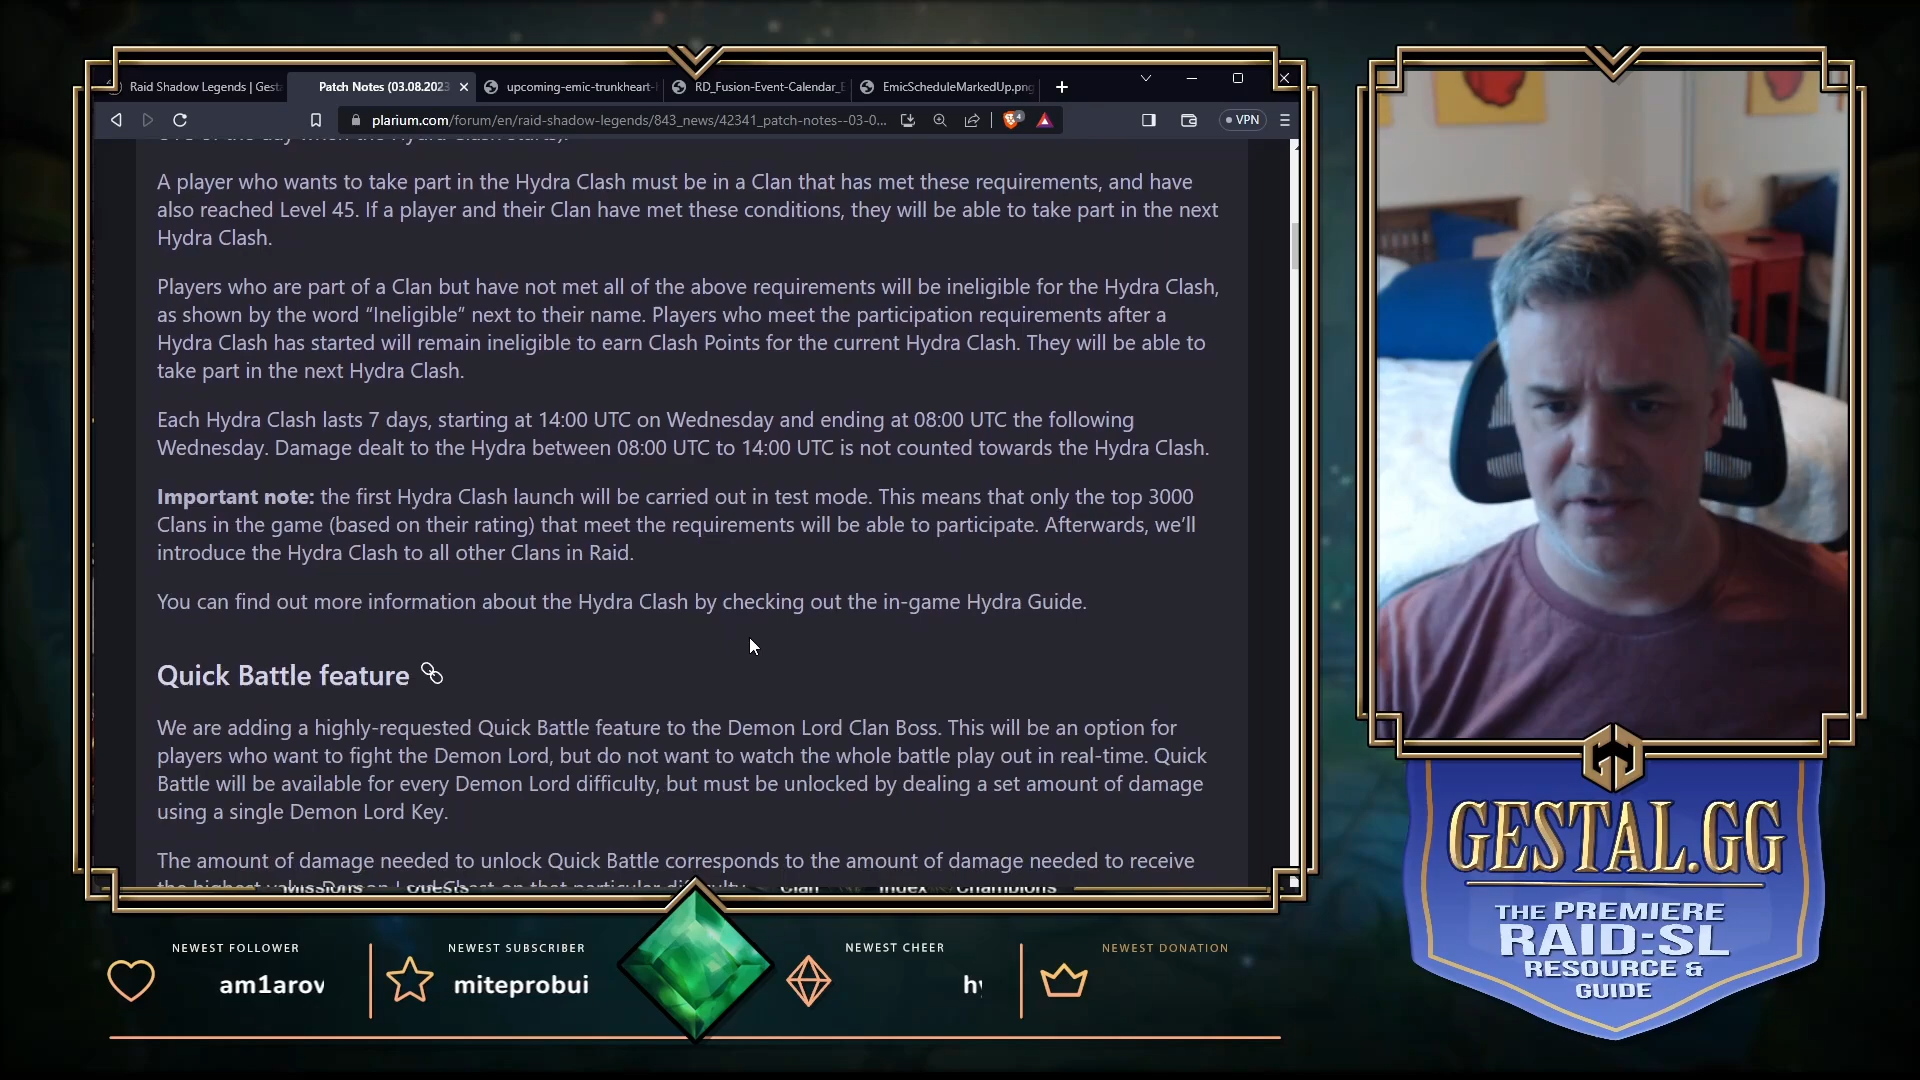 Raid Shadow Legends | Gest
Patch Notes (03.08.2023
upcoming-emic-trunkheart-
RD_Fusion-Event-Calendar_E
EmicScheduleMarkedUp.png
plarium.com/forum/en/raid-shadow-legends/843_news/42341_patch-notes--03-0...
4
VPN
A player who wants to take part in the Hydra Clash must be in a Clan that has met these requirements, and have
also reached Level 45. If a player and their Clan have met these conditions, they will be able to take part in the next
Hydra Clash.
Players who are part of a Clan but have not met all of the above requirements will be ineligible for the Hydra Clash,
as shown by the word “Ineligible” next to their name. Players who meet the participation requirements after a
Hydra Clash has started will remain ineligible to earn Clash Points for the current Hydra Clash. They will be able to
take part in the next Hydra Clash.
Each Hydra Clash lasts 7 days, starting at 14:00 UTC on Wednesday and ending at 08:00 UTC the following
Wednesday. Damage dealt to the Hydra between 08:00 UTC to 14:00 UTC is not counted towards the Hydra Clash.
Important note: the first Hydra Clash launch will be carried out in test mode. This means that only the top 3000
Clans in the game (based on their rating) that meet the requirements will be able to participate. Afterwards, we’ll
introduce the Hydra Clash to all other Clans in Raid.
You can find out more information about the Hydra Clash by checking out the in-game Hydra Guide.
Quick Battle feature
We are adding a highly-requested Quick Battle feature to the Demon Lord Clan Boss. This will be an option for
players who want to fight the Demon Lord, but do not want to watch the whole battle play out in real-time. Quick
Battle will be available for every Demon Lord difficulty, but must be unlocked by dealing a set amount of damage
using a single Demon Lord Key.
The amount of damage needed to unlock Quick Battle corresponds to the amount of damage needed to receive
NEWEST FOLLOWER
am1arov
NEWEST SUBSCRIBER
miteprobui
NEWEST CHEER
NEWEST DONATION
GESTAL.GG
THE PREMIERE
RAID:SL
RESOURCE &
GUIDE